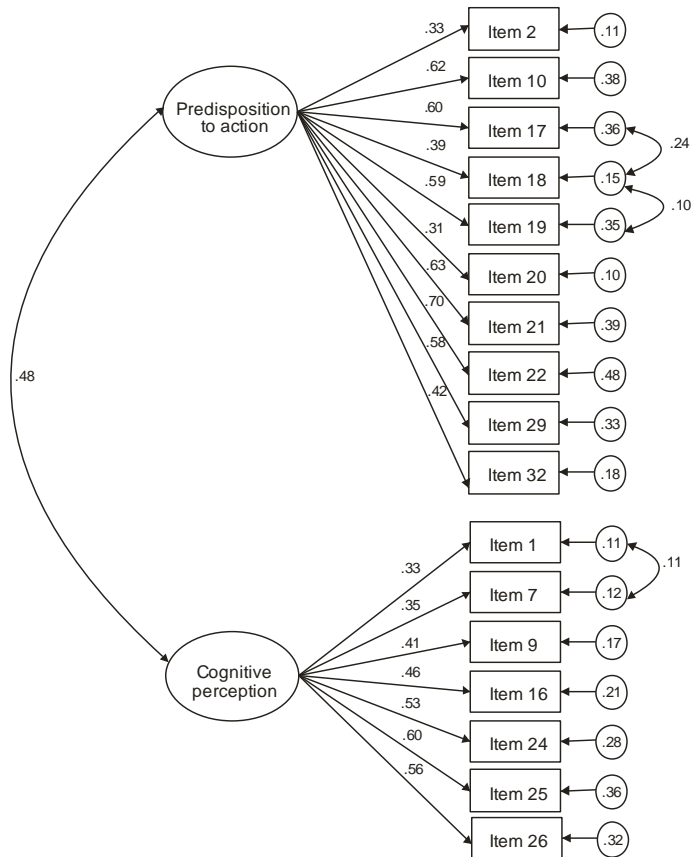 .33
Item 2
.11
.62
Item 10
.38
Predisposition
to action
.60
Item 17
.36
.24
.39
Item 18
.15
.59
Item 19
.35
.10
.31
Item 20
.10
.63
Item 21
.39
.70
.58
Item 22
.48
.48
.42
Item 29
.33
Item 32
.18
Item 1
.11
.11
.33
Item 7
.12
.35
Item 9
.17
.41
Cognitive
perception
.46
Item 16
.21
.53
Item 24
.28
.60
.56
Item 25
.36
Item 26
.32